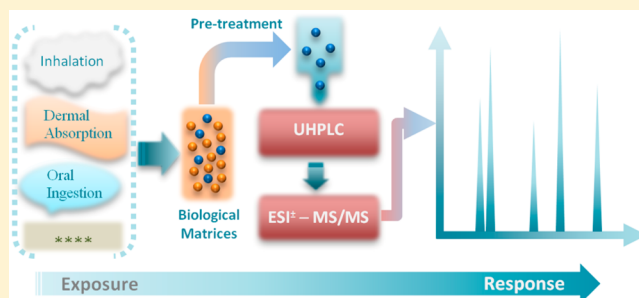 Pre-treatment
Inhalation
Dermal
Absorption
Oral
Ingestion
****
Biological
Matrices
UHPLC
ESI± – MS/MS
Exposure
Response